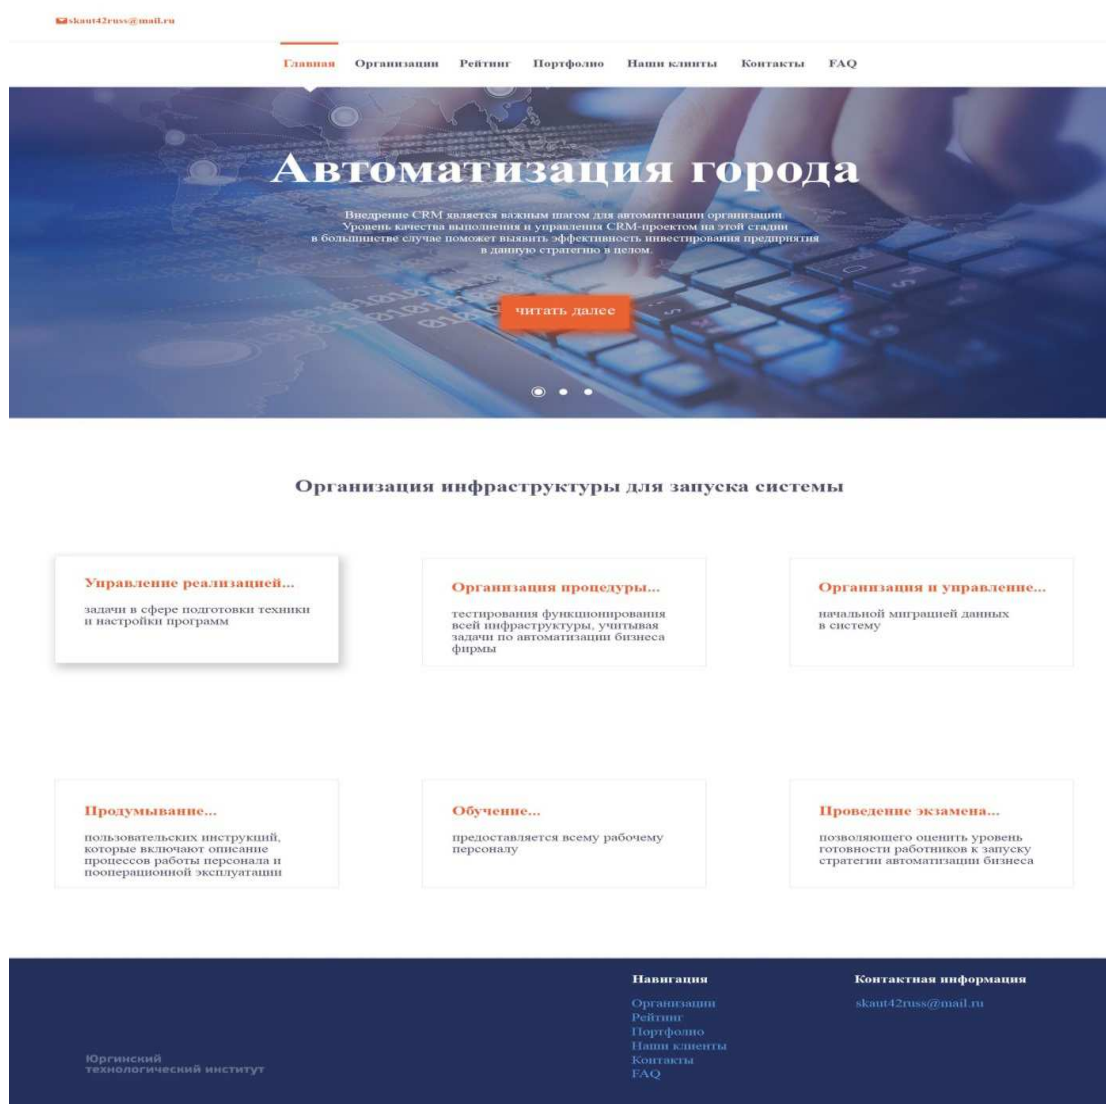 skaut42russ@mail.ru
Главная Организации Рейтинг Портфолио Наши клинты Контакты FAQ
Автоматизация города
Внедрение CRM является важным шагом для автоматизации организации.
Уровень качества выполнения и управления CRM-проектом на этой стадии
в большинстве случае поможет выявить эффективность инвестирования предприятия
в данную стратегию в целом.
читать далее
Организация инфраструктуры для запуска системы
Управление реализацией...
задачи в сфере подготовки техники
и настройки программ
Организация процедуры...
тестирования функционирования
всей инфраструктуры, учитывая
задачи по автоматизации бизнеса
фирмы
Организация и управление...
начальной миграцией данных
в систему
Продумывание...
пользовательских инструкций,
которые включают описание
процессов работы персонала и
пооперационной эксплуатации
Обучение...
предоставляется всему рабочему
персоналу
Проведение экзамена...
позволяющего оценить уровень
готовности работников к запуску
стратегии автоматизации бизнеса
Юргинский
технологический институт
Навигация
Организации
Рейтинг
Портфолио
Наши клиенты
Контакты
FAQ
Контактная информация
skaut42russ@mail.ru